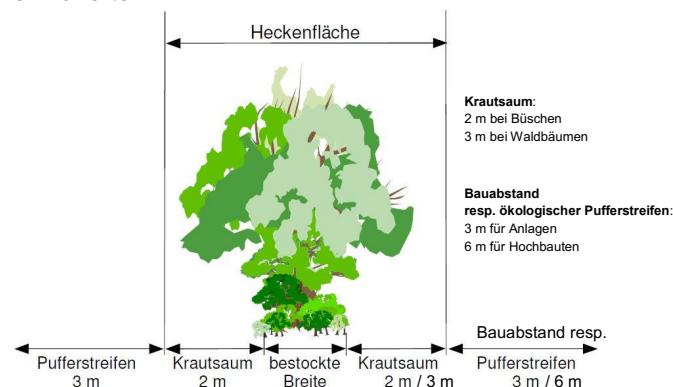 Heckenfläche
Krautsaum:
2 m bei Büschen
3 m bei Waldbäumen
Bauabstand
resp. ökologischer Pufferstreifen:
3 m für Anlagen
6 m für Hochbauten
Bauabstand resp.
Pufferstreifen Krautsaum bestockte Krautsaum Pufferstreifen
3 m 2 m Breite 2 m / 3 m 3 m / 6 m